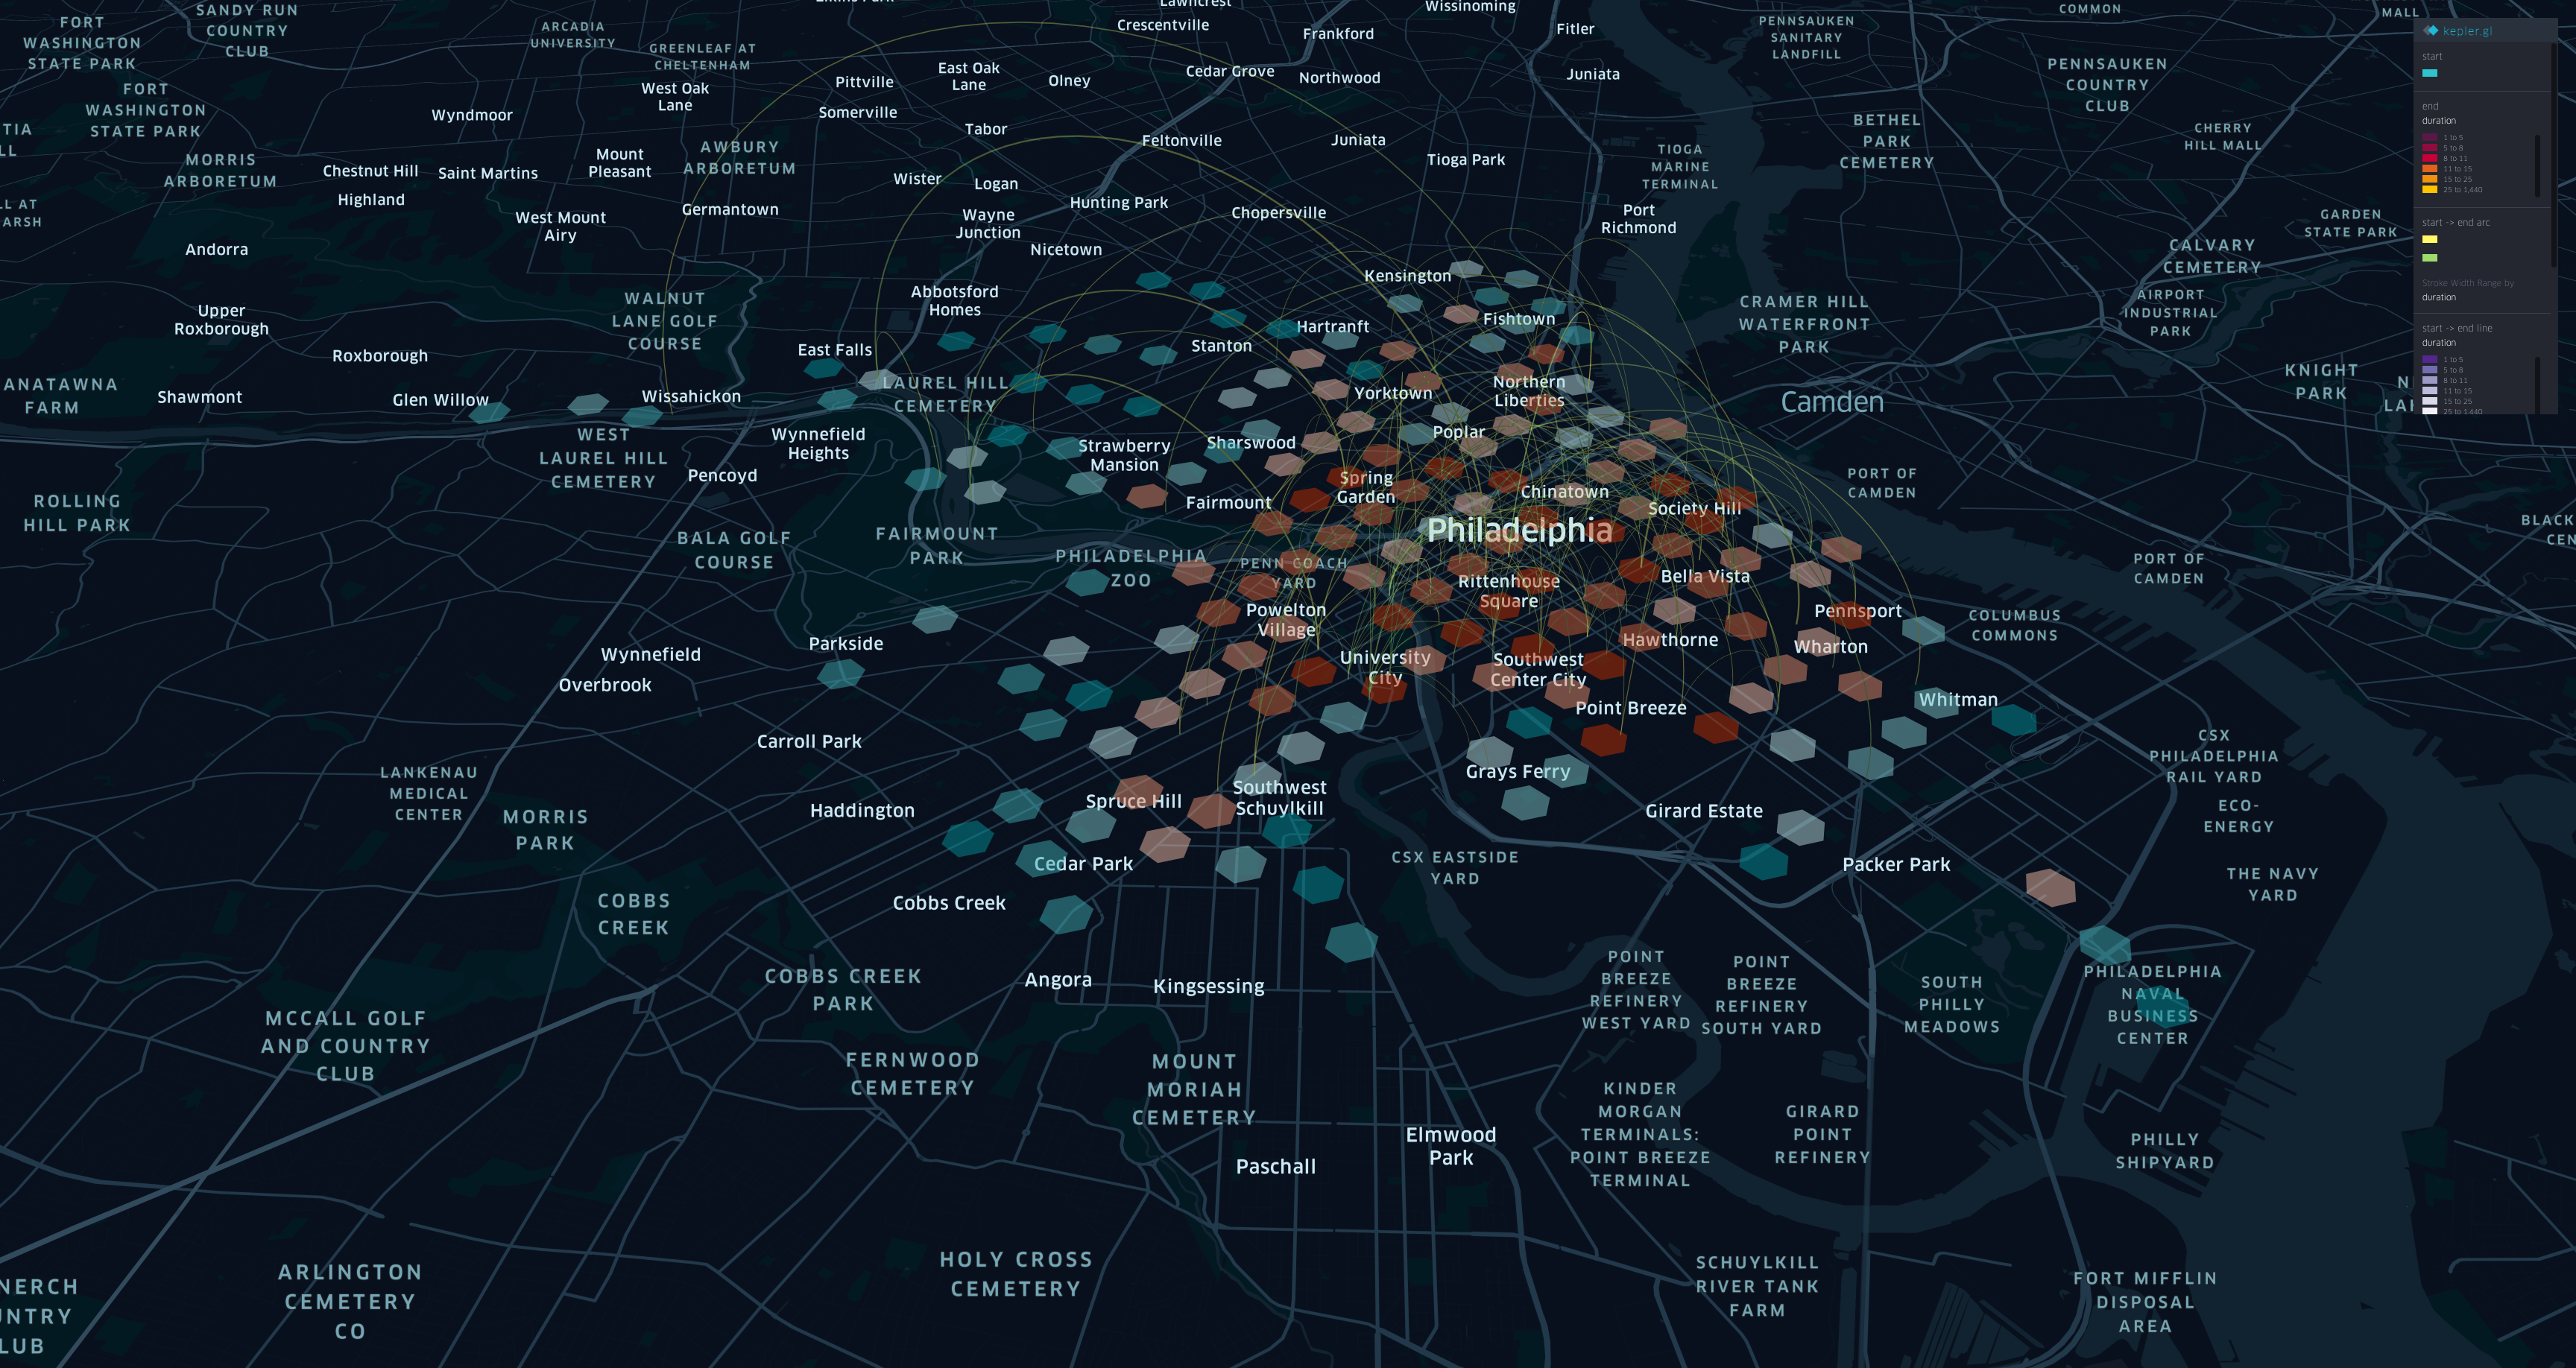 Lawncrest
Wissinoming
COMMON
MALL
SANDY RUN
COUNTRY
CLUB
FORT
WASHINGTON
STATE PARK
ARCADIA
UNIVERSITY
GREENLEAF AT
CHELTENHAM
Crescentville
Frankford
Fitler
PENNSAUKEN
SANITARY
LANDFILL
kepler.gl
start
PENNSAUKEN
COUNTRY
CLUB
Pittville
East Oak
Lane
Olney
Cedar Grove
Northwood
Juniata
FORT
WASHINGTON
STATE PARK
West Oak
Lane
Somerville
Wyndmoor
Tabor
Feltonville
Juniata
BETHEL
PARK
CEMETERY
CHERRY
HILL MALL
end
duration
1 to 5
5 to 8
8 to 11
11 to 15
15 to 25
25 to 1,440
MORRIS
ARBORETUM
Chestnut Hill
Saint Martins
Mount
Pleasant
AWBURY
ARBORETUM
Tioga Park
TIOGA
MARINE
TERMINAL
Highland
Wister
Logan
Germantown
Hunting Park
Chopersville
West Mount
Airy
Wayne
Junction
Port
Richmond
GARDEN
STATE PARK
start -> end arc
Andorra
Nicetown
CALVARY
CEMETERY
Kensington
Stroke Width Range by
duration
Abbotsford
Homes
WALNUT
LANE GOLF
COURSE
CRAMER HILL
WATERFRONT
PARK
AIRPORT
INDUSTRIAL
PARK
Upper
Roxborough
Hartranft
Fishtown
start -> end line
duration
1 to 5
5 to 8
8 to 11
11 to 15
15 to 25
25 to 1,440
Roxborough
East Falls
Stanton
KNIGHT
PARK
ANATAWNA
FARM
Shawmont
Glen Willow
Wissahickon
LAUREL HILL
CEMETERY
Yorktown
Northern
Liberties
Camden
WEST
LAUREL HILL
CEMETERY
Wynnefield
Heights
Strawberry
Mansion
Sharswood
Poplar
Pencoyd
PORT OF
CAMDEN
ROLLING
HILL PARK
Fairmount
Spring
Garden
Chinatown
Society Hill
Philadelphia
BALA GOLF
COURSE
FAIRMOUNT
PARK
PHILADELPHIA
ZOO
PENN COACH
YARD
PORT OF
CAMDEN
Rittenhouse
Square
Bella Vista
Powelton
Village
Pennsport
COLUMBUS
COMMONS
Parkside
Wynnefield
Hawthorne
Wharton
Overbrook
University
City
Southwest
Center City
Point Breeze
Whitman
Carroll Park
Grays Ferry
CSX
PHILADELPHIA
RAIL YARD
LANKENAU
MEDICAL
CENTER
Haddington
Spruce Hill
Southwest
Schuylkill
Girard Estate
ECO-
ENERGY
MORRIS
PARK
Cedar Park
CSX EASTSIDE
YARD
Packer Park
THE NAVY
YARD
COBBS
CREEK
Cobbs Creek
COBBS CREEK
PARK
Angora
Kingsessing
POINT
BREEZE
REFINERY
WEST YARD
POINT
BREEZE
REFINERY
SOUTH YARD
SOUTH
PHILLY
MEADOWS
PHILADELPHIA
NAVAL
BUSINESS
CENTER
MCCALL GOLF
AND COUNTRY
CLUB
FERNWOOD
CEMETERY
MOUNT
MORIAH
CEMETERY
KINDER
MORGAN
TERMINALS:
POINT BREEZE
TERMINAL
GIRARD
POINT
REFINERY
Elmwood
Park
PHILLY
SHIPYARD
Paschall
HOLY CROSS
CEMETERY
SCHUYLKILL
RIVER TANK
FARM
FORT MIFFLIN
DISPOSAL
AREA
ARLINGTON
CEMETERY
CO